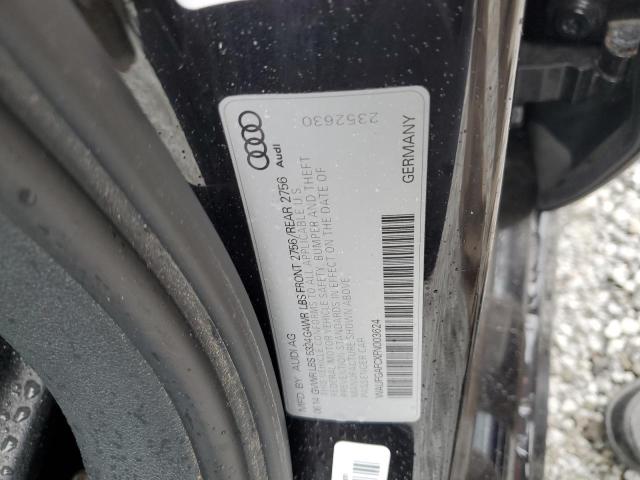 Audi
2352630
MFD. BY AUDI AG
06.14 GVWR LBS 5324 GAWR LBS FRONT 2756/REAR 2756
THIS VEHICLE CONFORMS TO ALL APPLICABLE U.S.
FEDERAL MOTOR VEHICLE SAFETY, BUMPER AND THEFT
PREVENTION STANDARDS IN EFFECT ON THE DATE OF
MANUFACTURE SHOWN ABOVE.
PASSENGER CAR
GERMANY